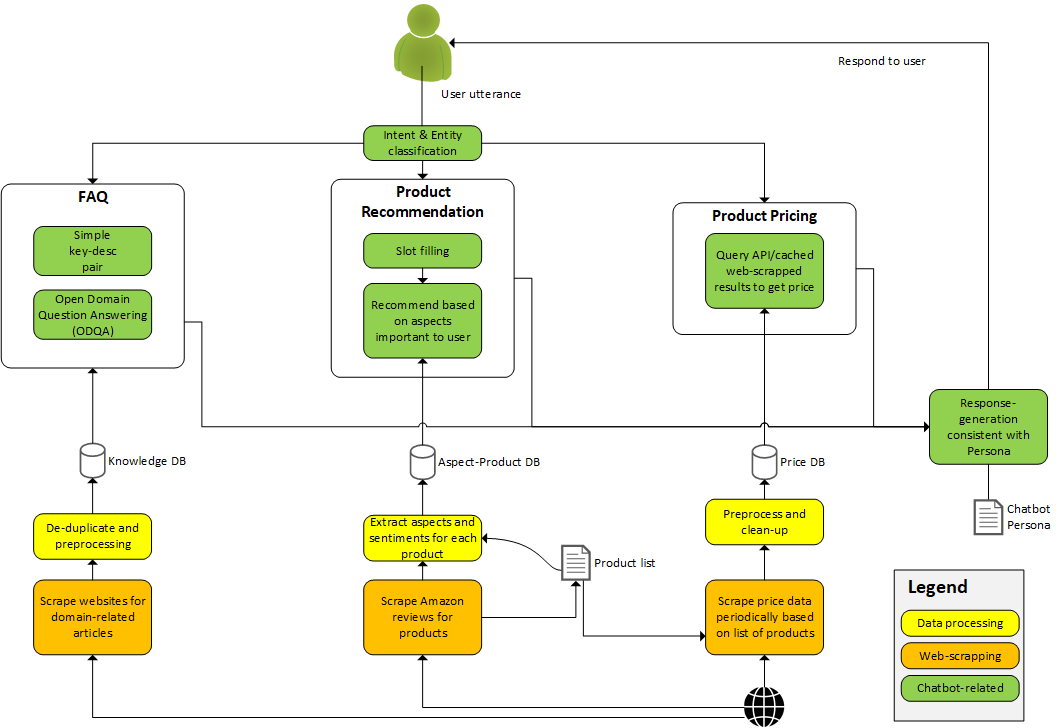 Respond to user
User utterance
Intent & Entity
classification
FAQ
Simple
key-desc
pair
Open Domain
Question Answering
(ODQA)
Product
Recommendation
Slot filling
Recommend based
on aspects
important to user
Product Pricing
Query API/cached
web-scrapped
results to get price
Response-
generation
consistent with
Persona
Knowledge DB
Aspect-Product DB
Price DB
Chatbot
Persona
De-duplicate and
preprocessing
Extract aspects and
sentiments for each
product
Preprocess and
clean-up
Product list
Scrape websites for
domain-related
articles
Scrape Amazon
reviews for
products
Scrape price data
periodically based
on list of products
Legend
Data processing
Web-scrapping
Chatbot-related